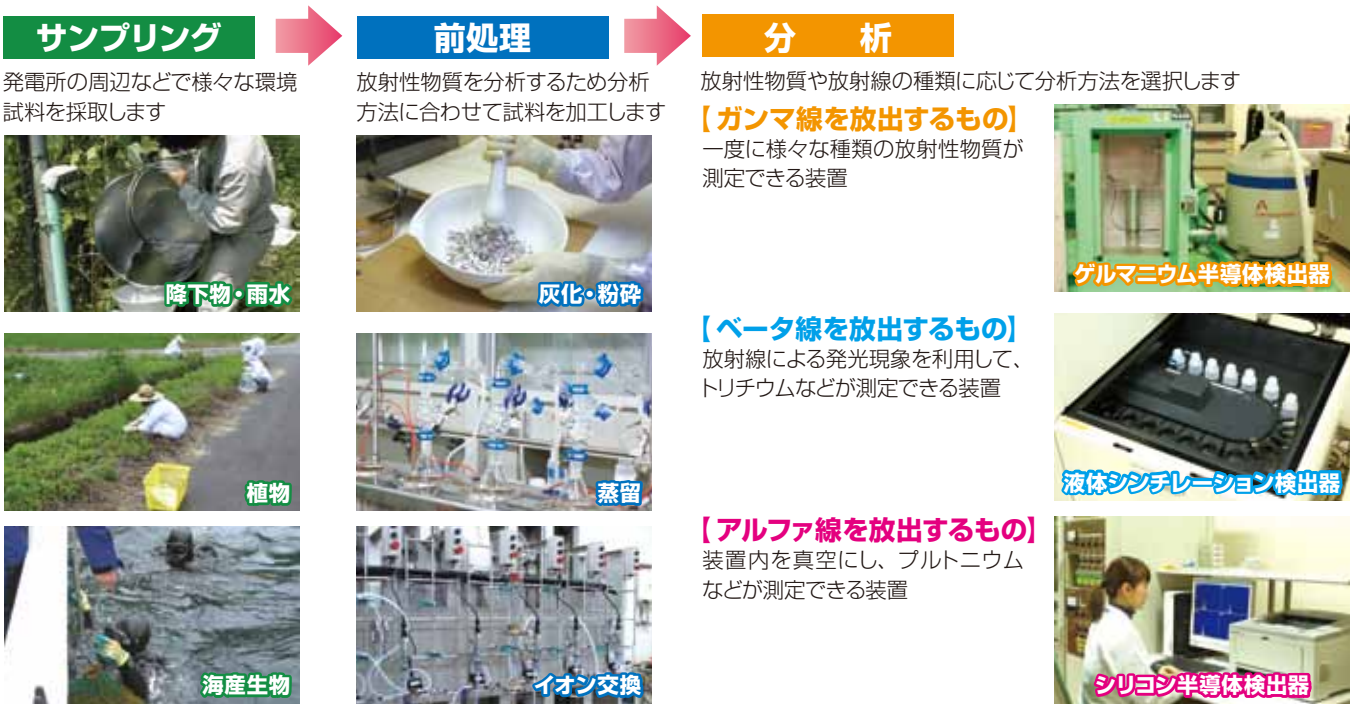 サンプリング
発電所の周辺などで様々な環境
試料を採取します
降下物・雨水
植物
海産生物
前処理
放射性物質を分析するため分析
方法に合わせて試料を加工します
灰化・粉砕
蒸留
イオン交換
分　析
放射性物質や放射線の種類に応じて分析方法を選択します
【ガンマ線を放出するもの】
一度に様々な種類の放射性物質が
測定できる装置
ゲルマニウム半導体検出器
【ベータ線を放出するもの】
放射線による発光現象を利用して、
トリチウムなどが測定できる装置
液体シンチレーション検出器
【アルファ線を放出するもの】
装置内を真空にし、プルトニウム
などが測定できる装置
シリコン半導体検出器